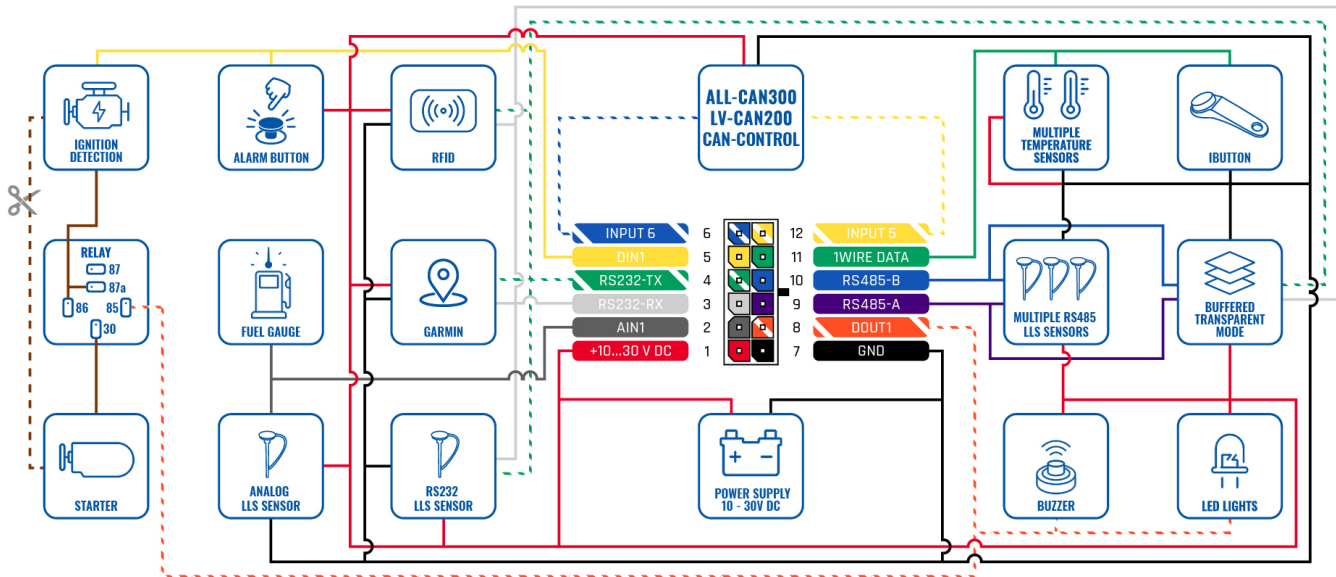 IGNITION
DETECTION
ALARM BUTTON
RFID
ALL-CAN300
LV-CAN200
CAN-CONTROL
MULTIPLE
TEMPERATURE
SENSORS
IBUTTON
RELAY
87
87a
86
85
30
FUEL GAUGE
GARMIN
INPUT 6 6 12 INPUT 5
DIN1 5 11 1WIRE DATA
RS232-TX 4 10 RS485-B
RS232-RX 3 9 RS485-A
AIN1 2 8 DOUT1
+10...30 V DC 1 7 GND
MULTIPLE RS485
LLS SENSORS
BUFFERED
TRANSPARENT
MODE
STARTER
ANALOG
LLS SENSOR
RS232
LLS SENSOR
POWER SUPPLY
10 - 30V DC
BUZZER
LED LIGHTS